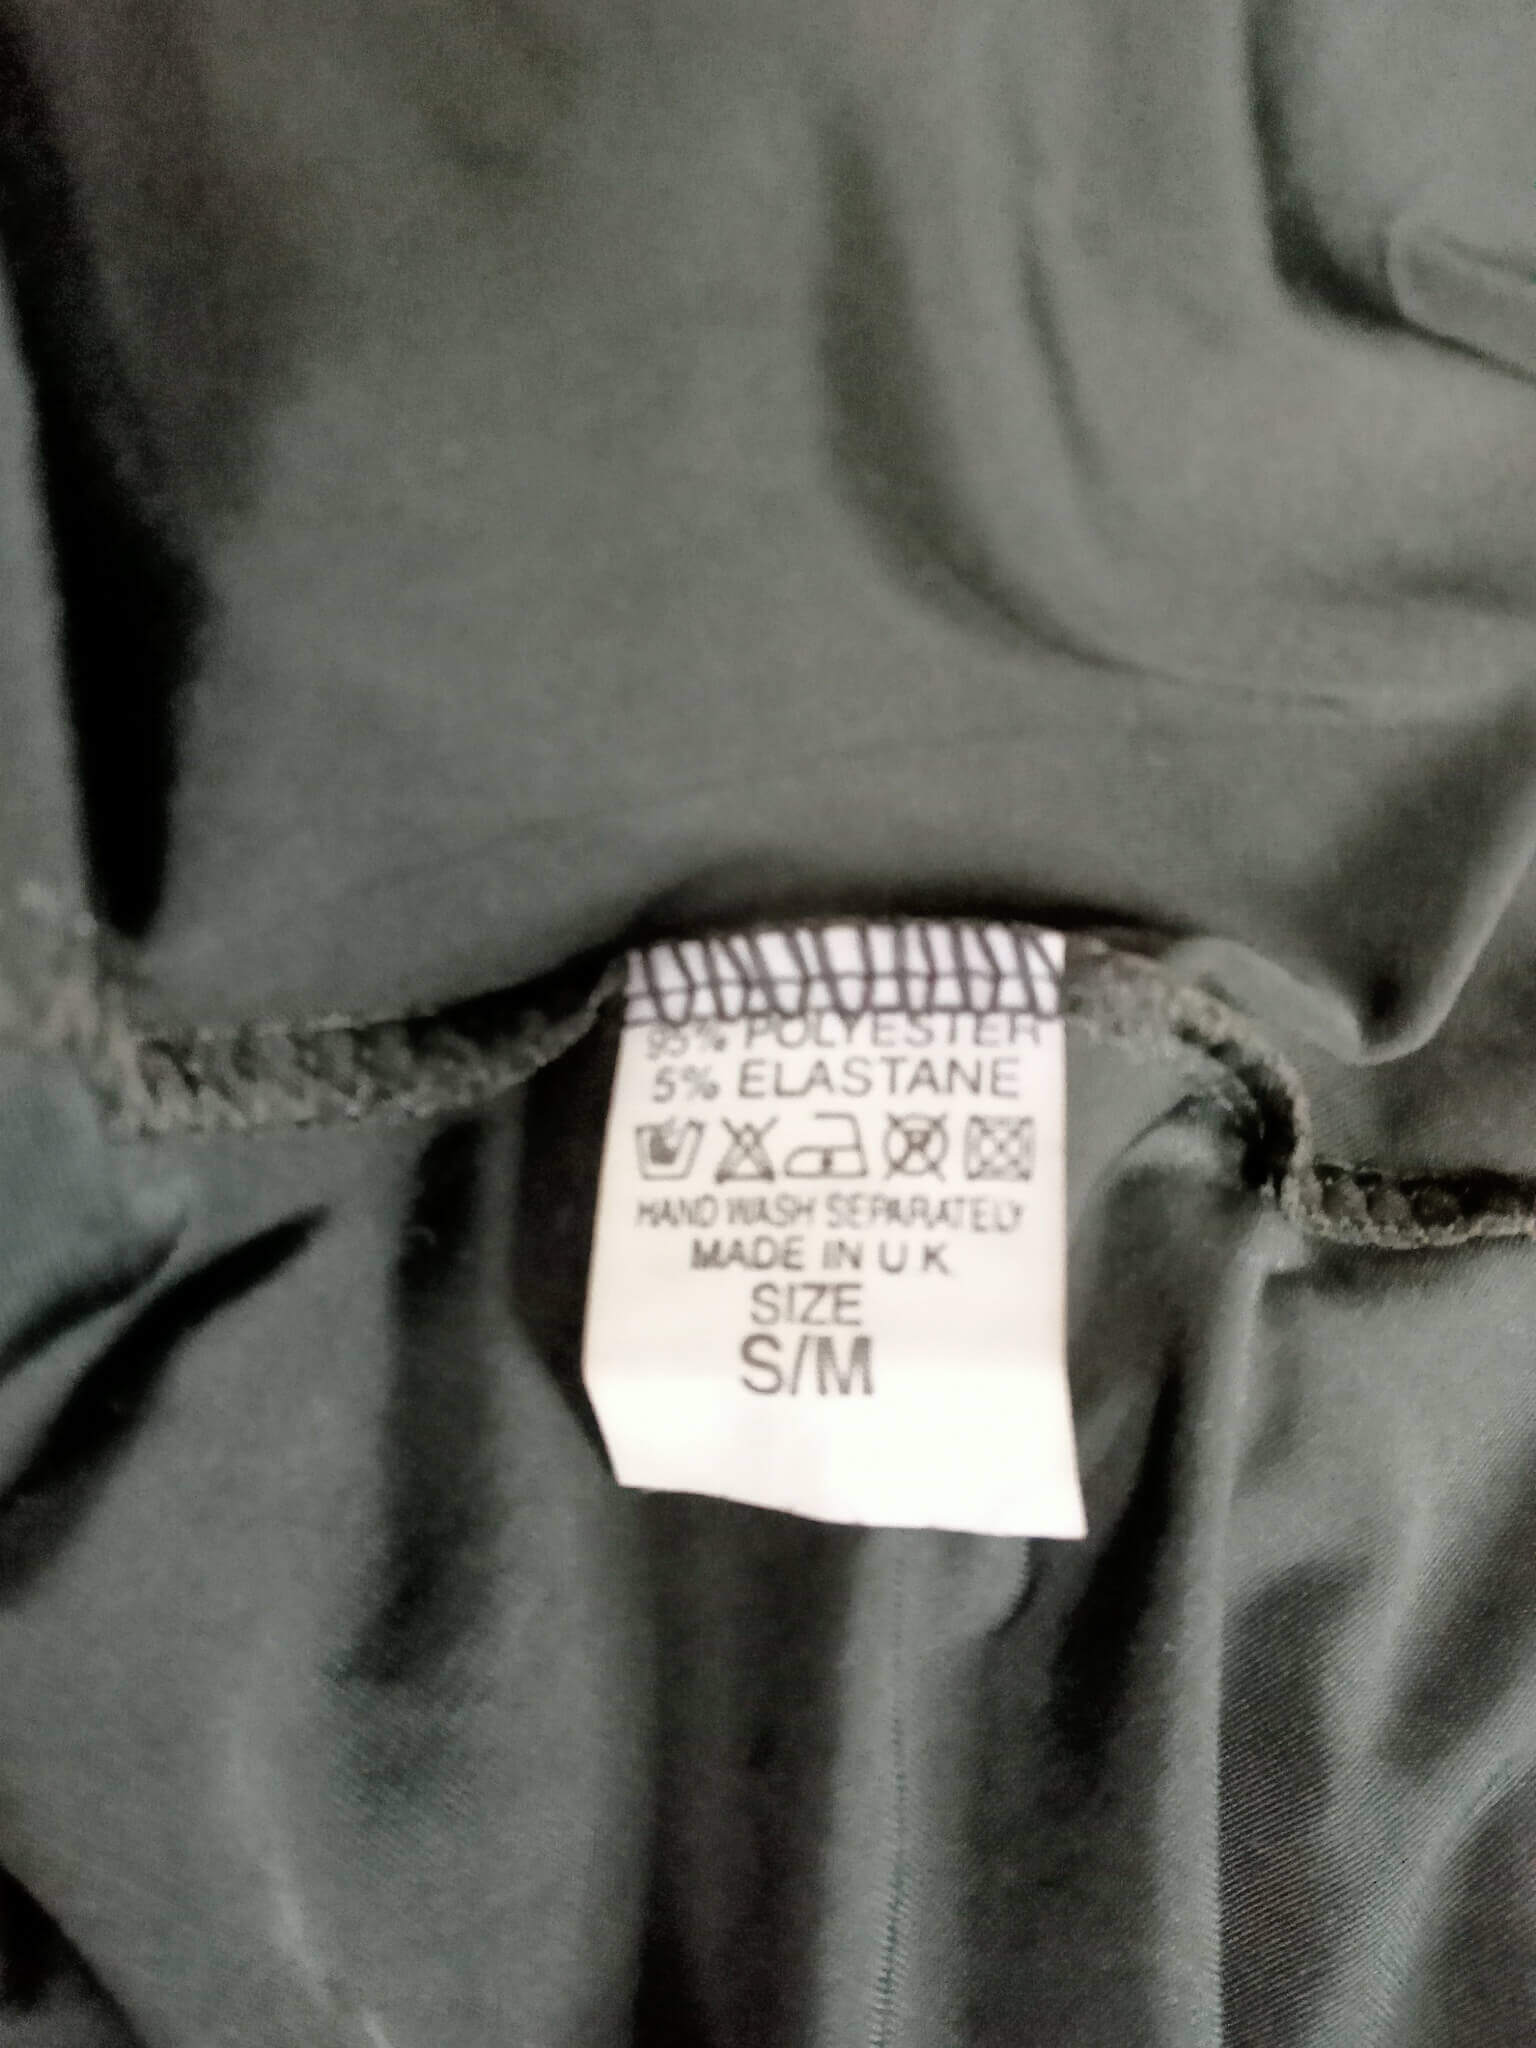 95% POLYESTER
5% ELASTANE
HAND WASH SEPARATELY
MADE IN U.K
SIZE
S/M